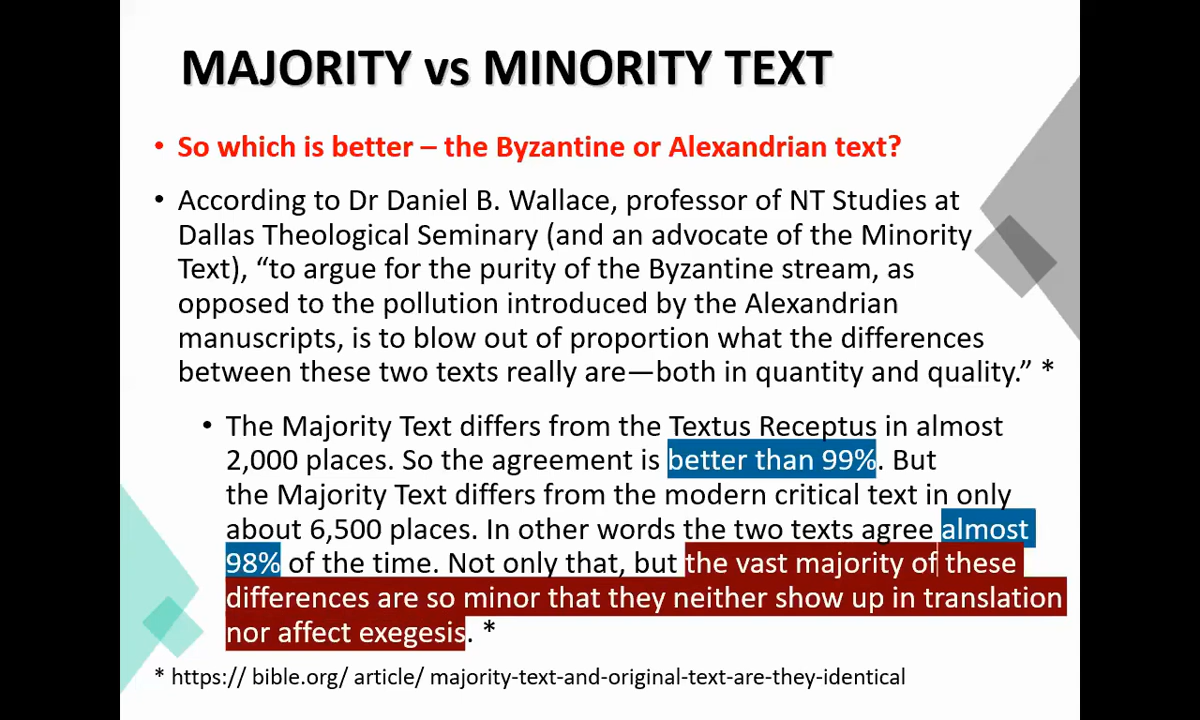 MAJORITY vs MINORITY TEXT
• So which is better – the Byzantine or Alexandrian text?
• According to Dr Daniel B. Wallace, professor of NT Studies at
Dallas Theological Seminary (and an advocate of the Minority
Text), “to argue for the purity of the Byzantine stream, as
opposed to the pollution introduced by the Alexandrian
manuscripts, is to blow out of proportion what the differences
between these two texts really are—both in quantity and quality.” *
• The Majority Text differs from the Textus Receptus in almost
2,000 places. So the agreement is better than 99%. But
the Majority Text differs from the modern critical text in only
about 6,500 places. In other words the two texts agree almost
98% of the time. Not only that, but the vast majority of these
differences are so minor that they neither show up in translation
nor affect exegesis. *
* https:// bible.org/ article/ majority-text-and-original-text-are-they-identical